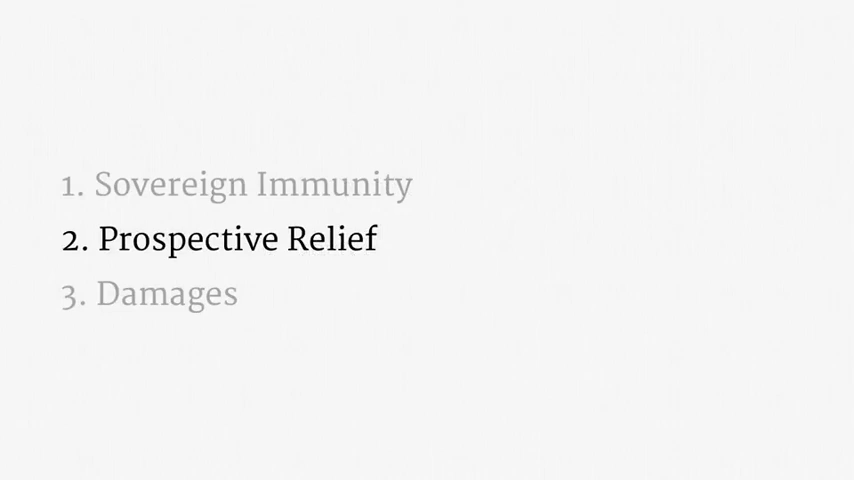 1. Sovereign Immunity
2. Prospective Relief
3. Damages